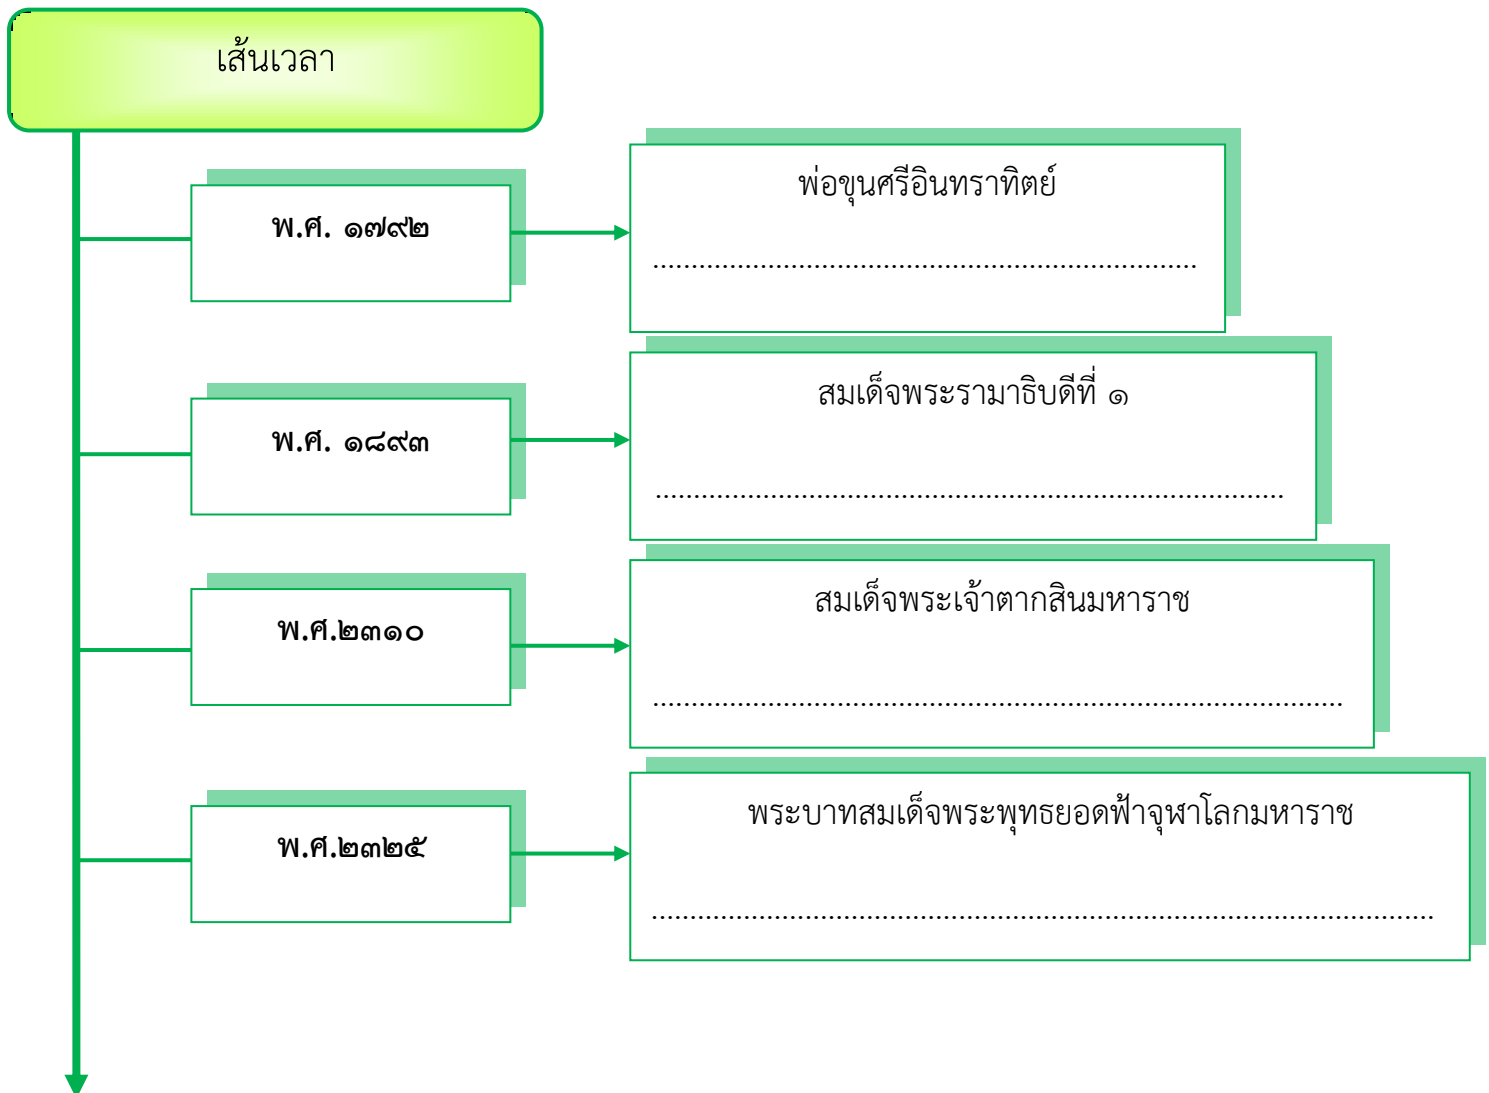 เส้นเวลา
พ.ศ. ๑๗๙๒
พ่อขุนศรีอินทราทิตย์
.......................................................................
พ.ศ. ๑๘๙๓
สมเด็จพระรามาธิบดีที่ ๑
..................................................................................
พ.ศ.๒๓๑๐
สมเด็จพระเจ้าตากสินมหาราช
..........................................................................................
พ.ศ.๒๓๒๕
พระบาทสมเด็จพระพุทธยอดฟ้าจุฬาโลกมหาราช
......................................................................................................